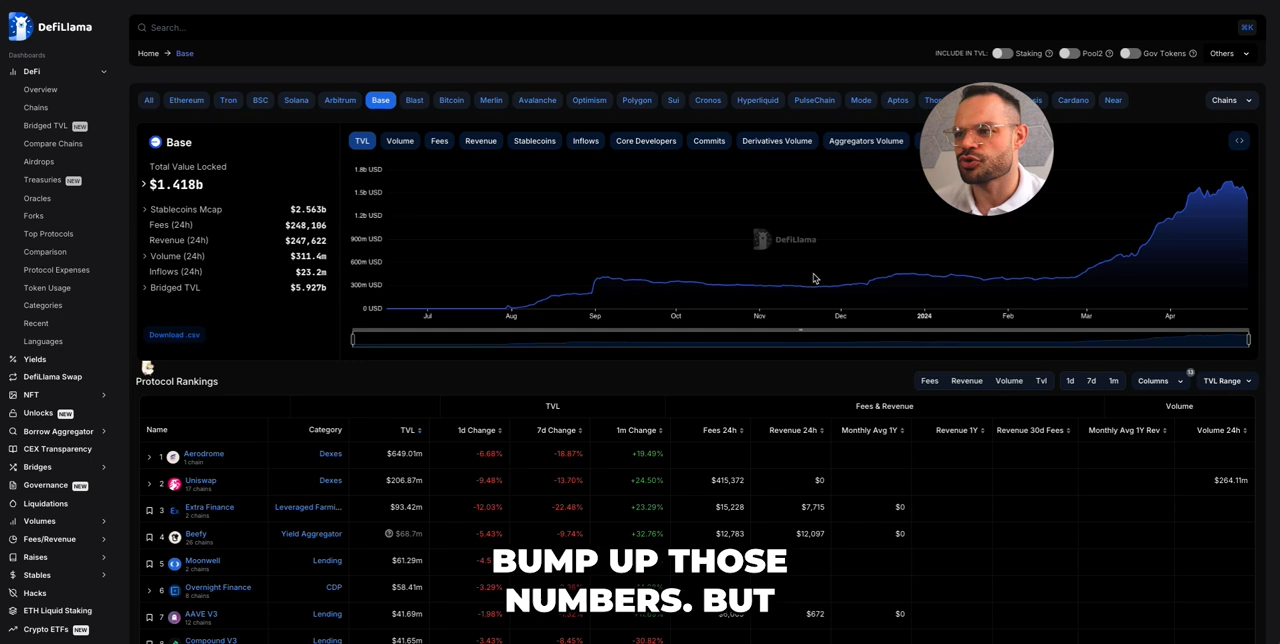 DefiLlama
Search...
⌘K
Dashboards
DeFi
Overview
Chains
Bridged TVL NEW
Compare Chains
Airdrops
Treasuries NEW
Oracles
Forks
Top Protocols
Comparison
Protocol Expenses
Token Usage
Categories
Recent
Languages
Yields
DefiLlama Swap
NFT
Unlocks NEW
Borrow Aggregator
CEX Transparency
Bridges
Governance NEW
Liquidations
Volumes
Fees/Revenue
Raises
Stables
Hacks
ETH Liquid Staking
Crypto ETFs NEW
Home → Base
INCLUDE IN TVL: Staking Pool2 Gov Tokens Others
All Ethereum Tron BSC Solana Arbitrum Base Blast Bitcoin Merlin Avalanche Optimism Polygon Sui Cronos Hyperliquid PulseChain Mode Aptos Cardano Near Chains
Base
Total Value Locked
$1.418b
Stablecoins Mcap $2.563b
Fees (24h) $248,106
Revenue (24h) $247,622
Volume (24h) $311.4m
Inflows (24h) $23.2m
Bridged TVL $5.927b
Download .csv
TVL Volume Fees Revenue Stablecoins Inflows Core Developers Commits Derivatives Volume Aggregators Volume
1.8b USD
1.5b USD
1.2b USD
900m USD
600m USD
300m USD
0 USD
DefiLlama
Jul Aug Sep Oct Nov Dec 2024 Feb Mar Apr
Protocol Rankings
Fees Revenue Volume Tvl 1d 7d 1m Columns 13 TVL Range
TVL Fees & Revenue Volume
Name Category TVL 1d Change 7d Change 1m Change Fees 24h Revenue 24h Monthly Avg 1Y Revenue 1Y Revenue 30d Fees Monthly Avg 1Y Rev Volume 24h
1 Aerodrome Dexes $649.01m -6.68% -18.87% +19.49%
1 chain
2 Uniswap Dexes $206.87m -9.48% -13.70% +24.50% $415,372 $0 $264.11m
17 chains
3 Extra Finance Leveraged Farmi... $93.42m -12.03% -22.48% +23.29% $15,228 $7,715 $0
2 chains
4 Beefy Yield Aggregator $68.7m -5.43% -9.74% +32.76% $12,783 $12,097 $0
26 chains
5 Moonwell Lending $61.29m
2 chains
6 Overnight Finance CDP $58.41m -3.29%
8 chains
7 AAVE V3 Lending $41.69m -1.98% $672 $0
12 chains
Compound V3 Lending $41.65m -3.43% -8.45% -30.82%
BUMP UP THOSE
NUMBERS. BUT